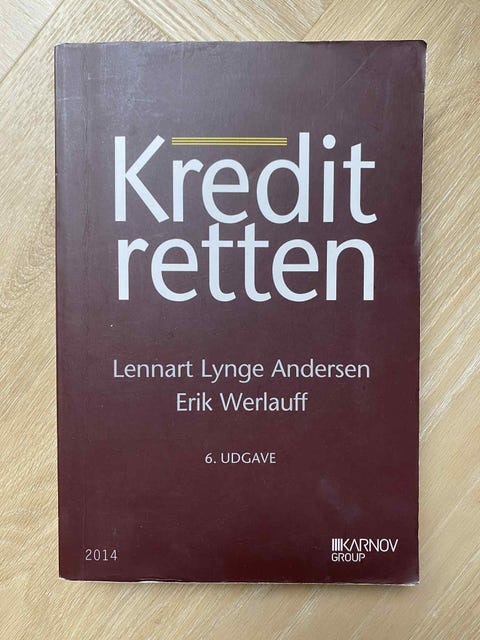 Kredit
retten
Lennart Lynge Andersen
Erik Werlauff
6. UDGAVE
2014
KARNOV
GROUP